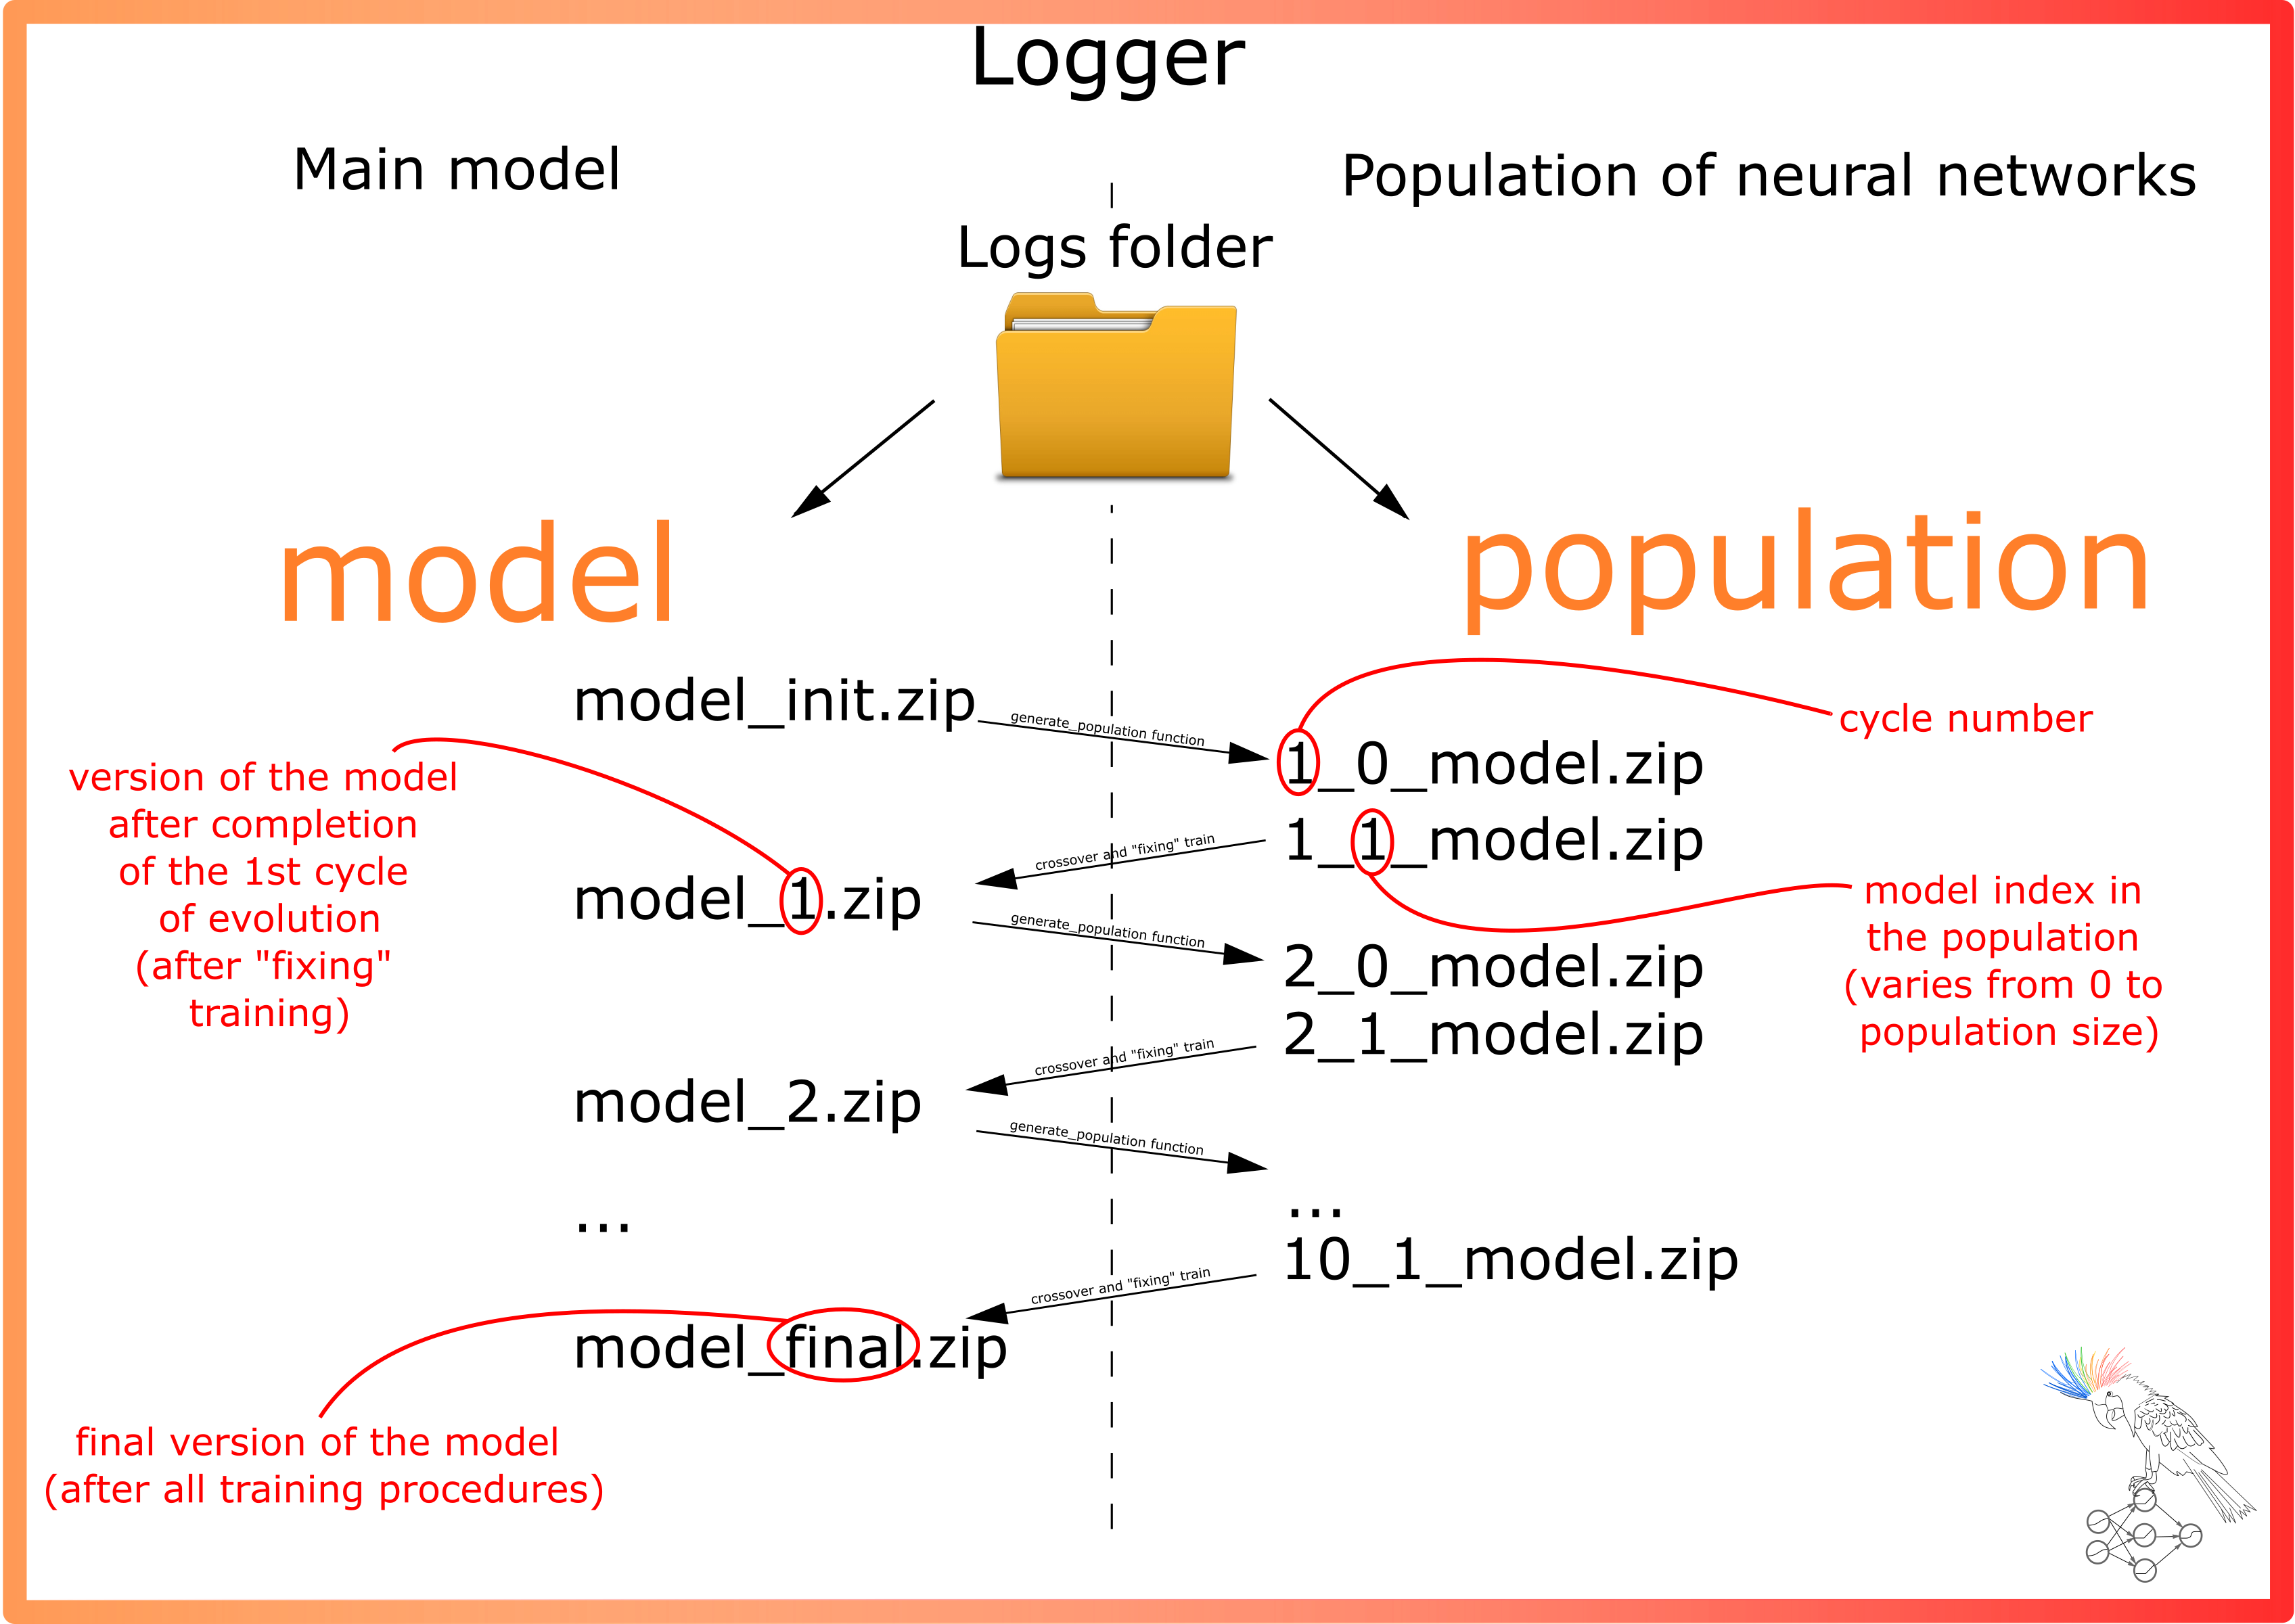 Logger
Main model
Population of neural networks
Logs folder
model
population
model_init.zip
generate_population function
cycle number
1_0_model.zip
version of the model
after completion
of the 1st cycle
of evolution
(after "fixing"
training)
1_1_model.zip
crossover and "fixing" train
model_1.zip
generate_population function
model index in
the population
(varies from 0 to
population size)
2_0_model.zip
2_1_model.zip
crossover and "fixing" train
model_2.zip
generate_population function
...
...
10_1_model.zip
crossover and "fixing" train
model_final.zip
final version of the model
(after all training procedures)